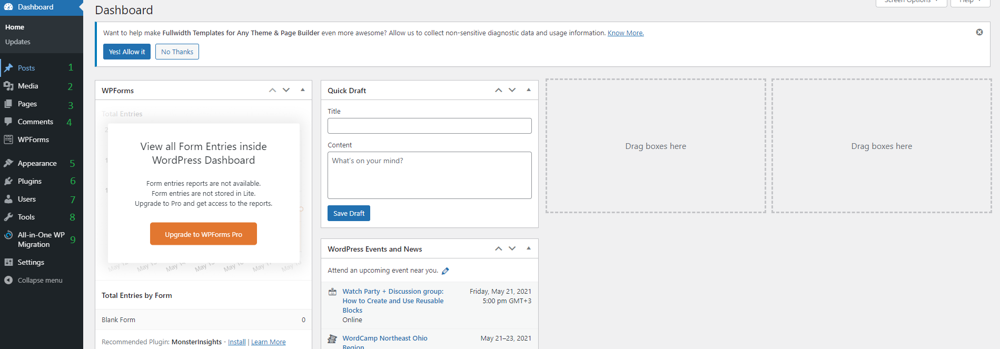 Dashboard
Home
Updates
Posts 1
Media 2
Pages 3
Comments 4
WPForms
Appearance 5
Plugins 6
Users 7
Tools 8
All-in-One WP
Migration 9
Settings
Collapse menu
Dashboard
Screen Options
Help
Want to help make Fullwidth Templates for Any Theme & Page Builder even more awesome? Allow us to collect non-sensitive diagnostic data and usage information. Know More.
Yes! Allow it No Thanks
WPForms
Total Entries
View all Form Entries inside
WordPress Dashboard
Form entries reports are not available.
Form entries are not stored in Lite.
Upgrade to Pro and get access to the reports.
Upgrade to WPForms Pro
May 14
May 15
May 16
May 17
Total Entries by Form
Blank Form 0
Recommended Plugin: MonsterInsights - Install | Learn More
Quick Draft
Title
Content
What's on your mind?
Save Draft
WordPress Events and News
Attend an upcoming event near you.
Watch Party + Discussion group: Friday, May 21, 2021
How to Create and Use Reusable 5:00 pm GMT+3
Blocks
Online
WordCamp Northeast Ohio May 21–23, 2021
Region
Drag boxes here
Drag boxes here